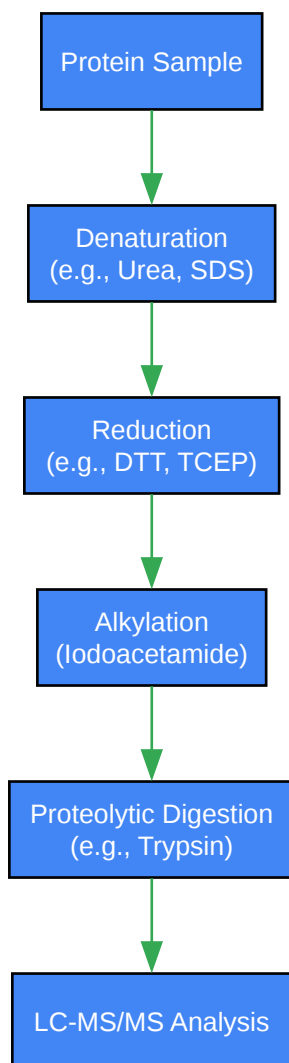 Protein Sample
Denaturation
(e.g., Urea, SDS)
Reduction
(e.g., DTT, TCEP)
Alkylation
(Iodoacetamide)
Proteolytic Digestion
(e.g., Trypsin)
LC-MS/MS Analysis